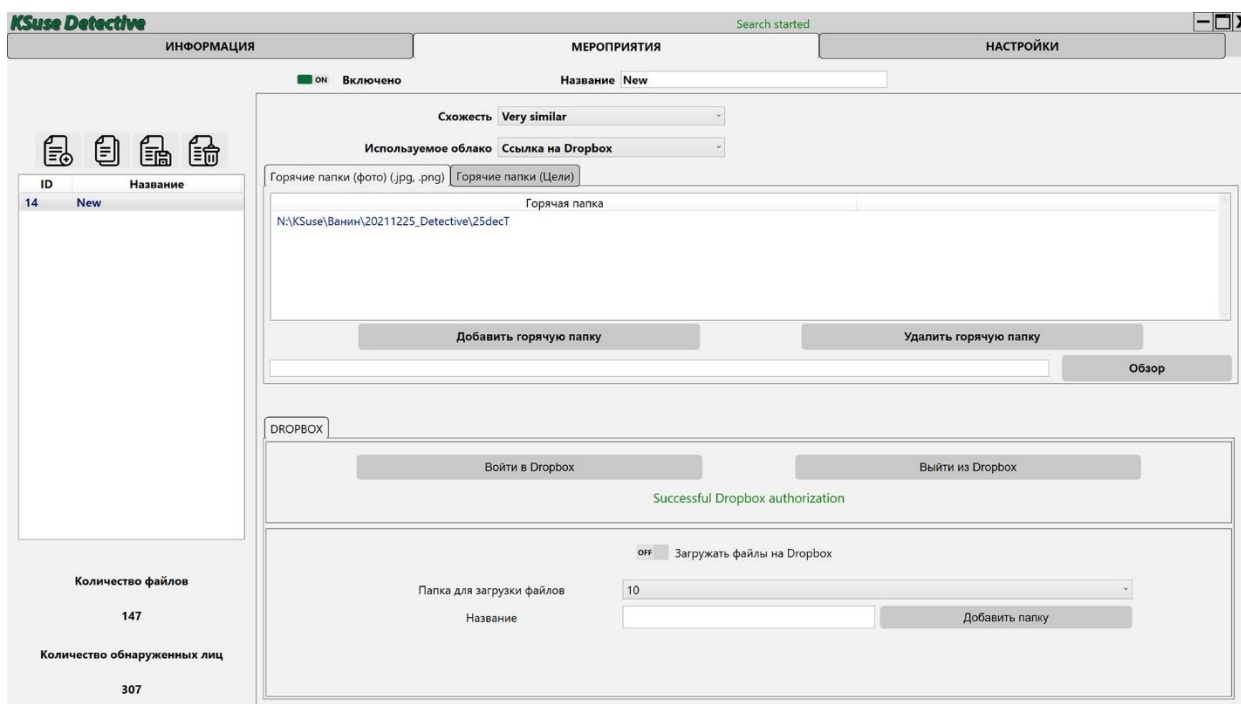 KSuse Detective
Search started
ИНФОРМАЦИЯ
МЕРОПРИЯТИЯ
НАСТРОЙКИ
ON Включено
Название New
Схожесть Very similar
Используемое облако Ссылка на Dropbox
Горячие папки (фото) (.jpg, .png) Горячие папки (Цели)
ID Название
14 New
Горячая папка
N:\KSuse\Ванин\20211225_Detective\25decT
Добавить горячую папку
Удалить горячую папку
Обзор
DROPBOX
Войти в Dropbox
Выйти из Dropbox
Successful Dropbox authorization
OFF Загружать файлы на Dropbox
Папка для загрузки файлов 10
Название
Добавить папку
Количество файлов
147
Количество обнаруженных лиц
307